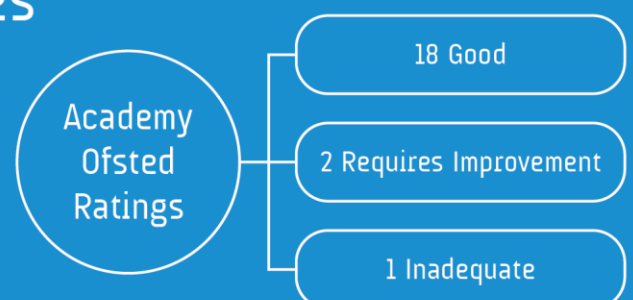 Academy
Ofsted
Ratings
18 Good
2 Requires Improvement
1 Inadequate